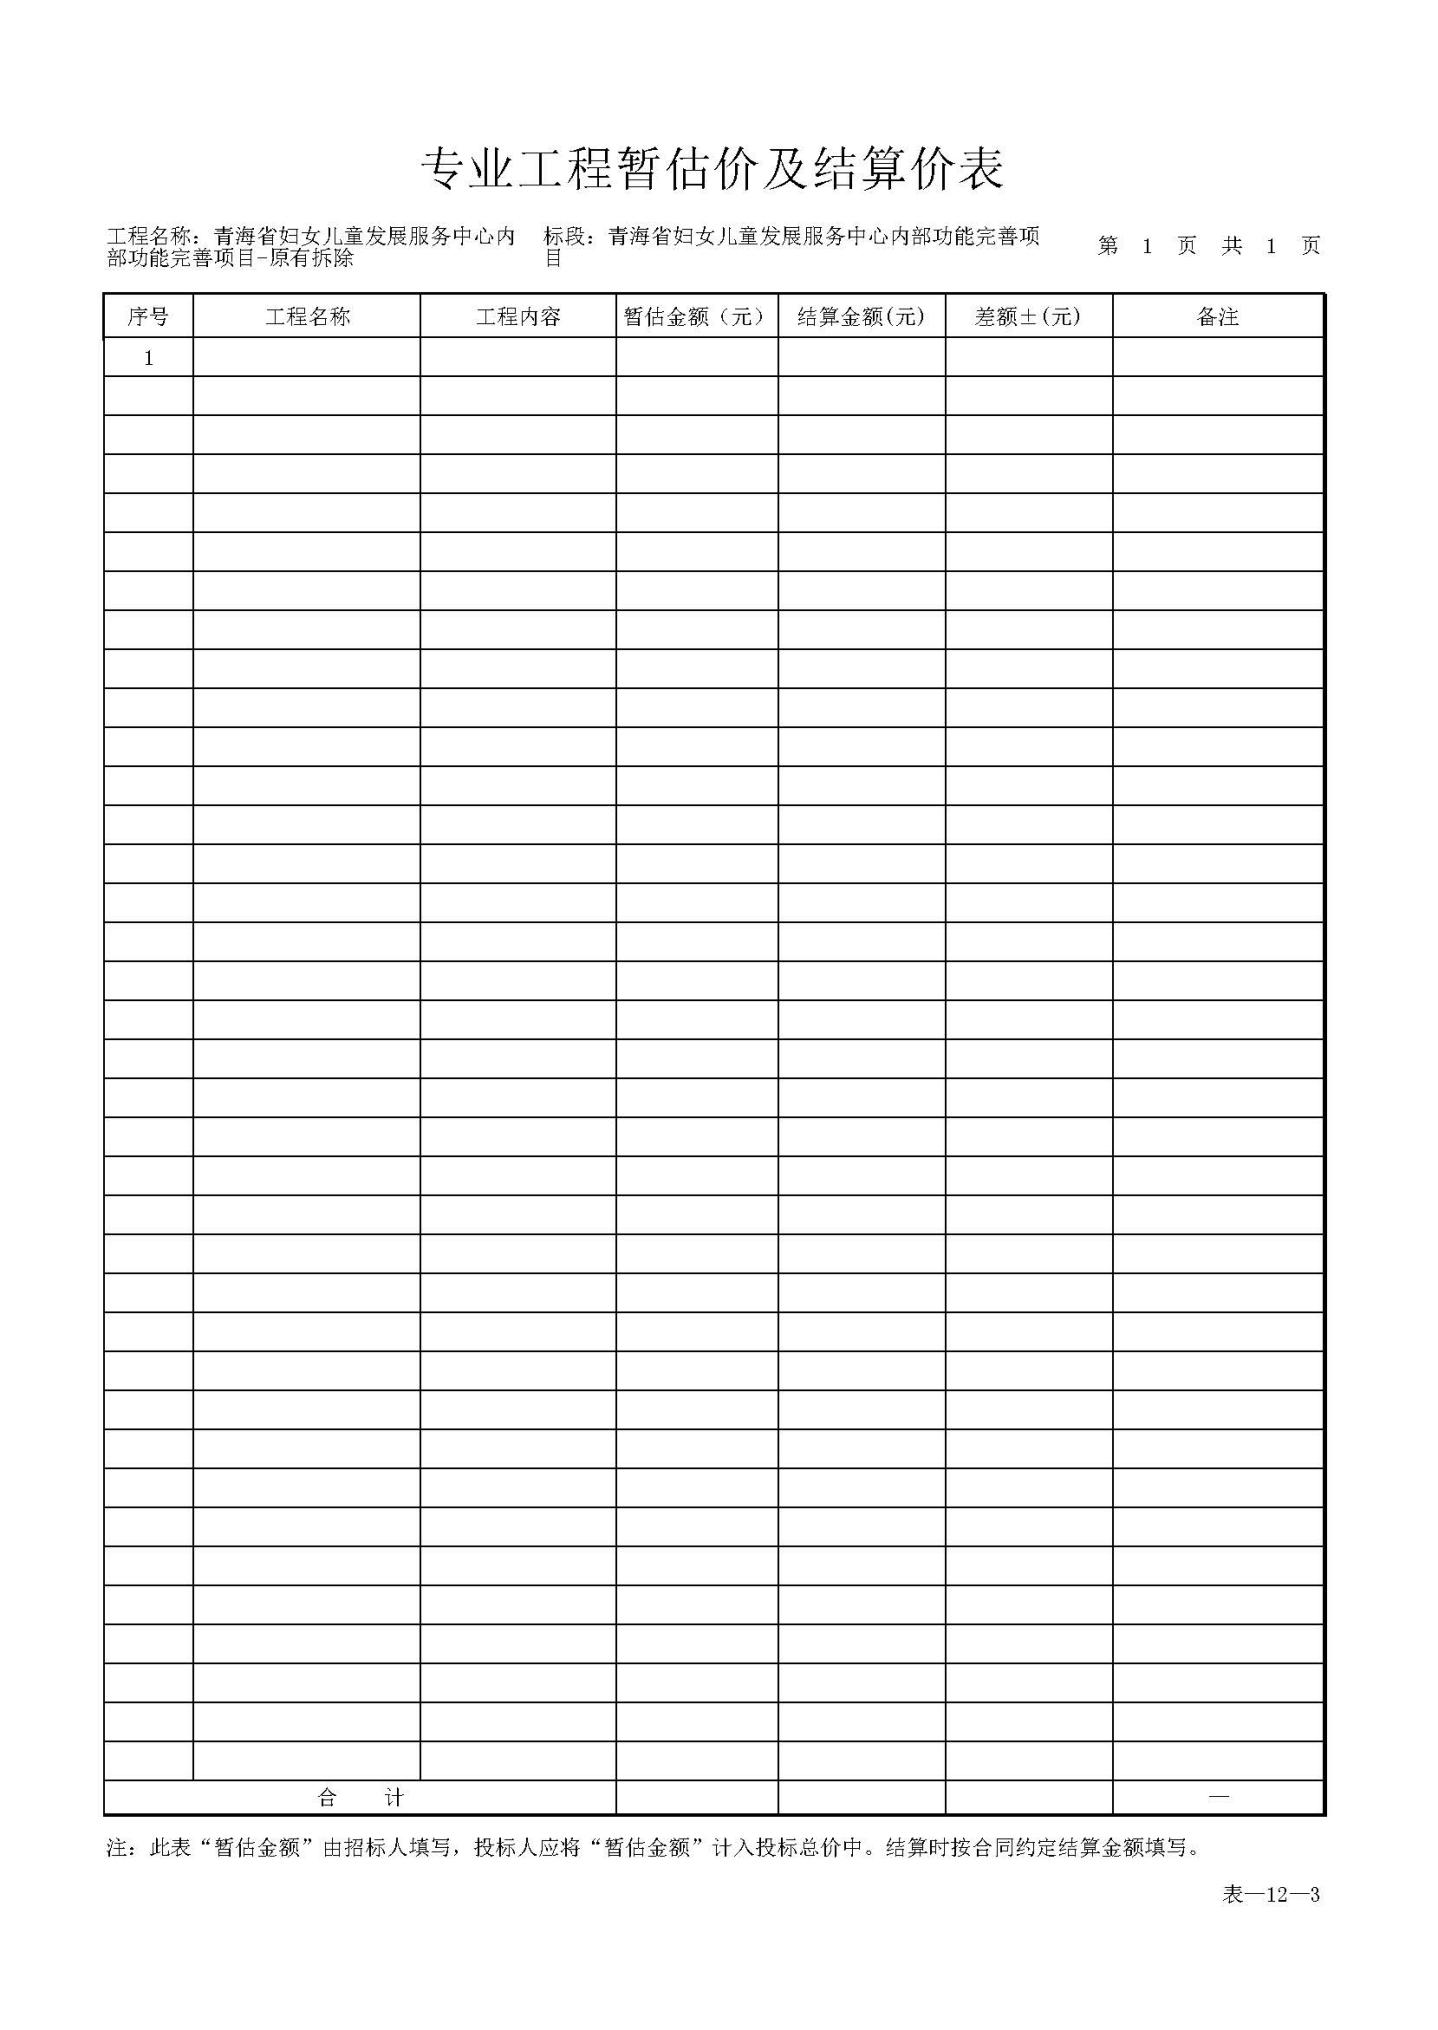 专业工程暂估价及结算价表
工程名称：青海省妇女儿童发展服务中心内
部功能完善项目-原有拆除
标段：青海省妇女儿童发展服务中心内部功能完善项
目
第 1 页 共 1 页
序号 工程名称 工程内容 暂估金额（元） 结算金额(元) 差额±(元) 备注
1
合 计 —
注：此表“暂估金额”由招标人填写，投标人应将“暂估金额”计入投标总价中。结算时按合同约定结算金额填写。
表—12—3